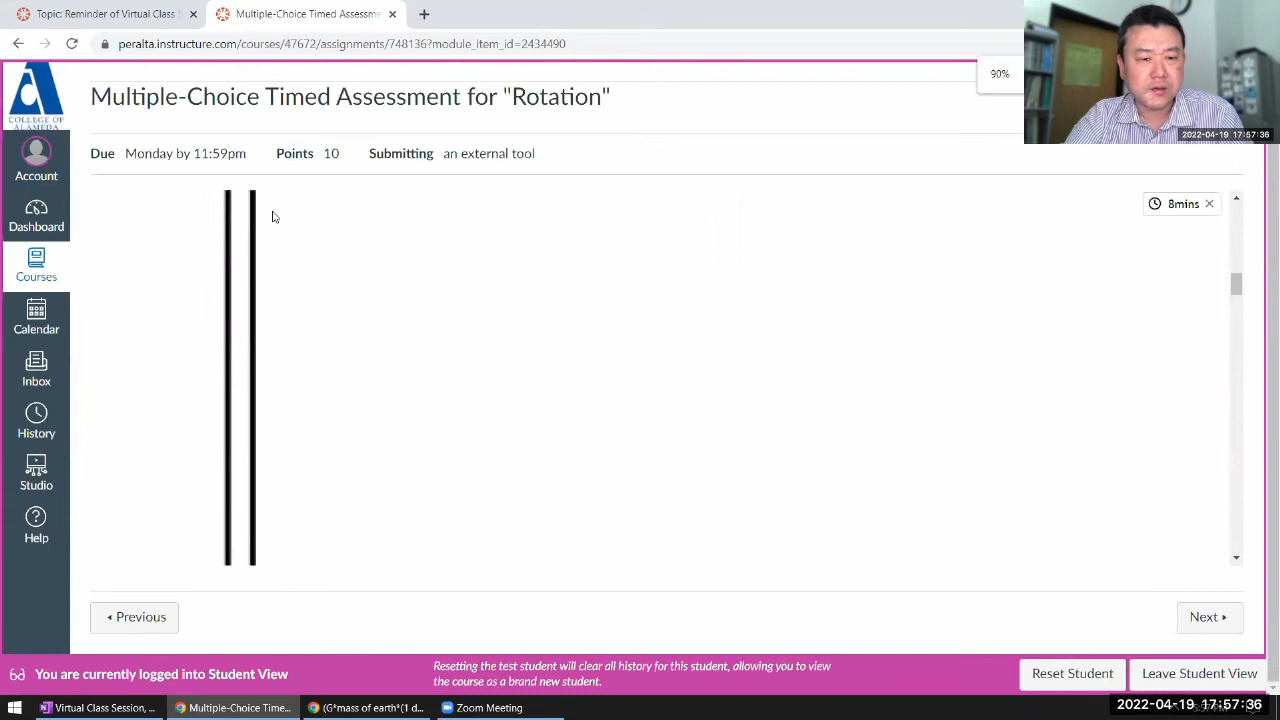 Topic: Reminder of Virtual Class S
Multiple-Choice Timed Assessme
peralta.instructure.com/courses/47672/assignments/748136?module_item_id=2434490
90%
2022-04-19 17:57:36
COLLEGE OF
ALAMEDA
Multiple-Choice Timed Assessment for "Rotation"
Due Monday by 11:59pm Points 10 Submitting an external tool
8mins
Account
Dashboard
Courses
Calendar
Inbox
History
Studio
Help
Previous
Next
You are currently logged into Student View
Resetting the test student will clear all history for this student, allowing you to view
the course as a brand new student.
Reset Student
Leave Student View
Virtual Class Session, ...
Multiple-Choice Time...
(G*mass of earth*(1 d...
Zoom Meeting
2022-04-19 17:57:36